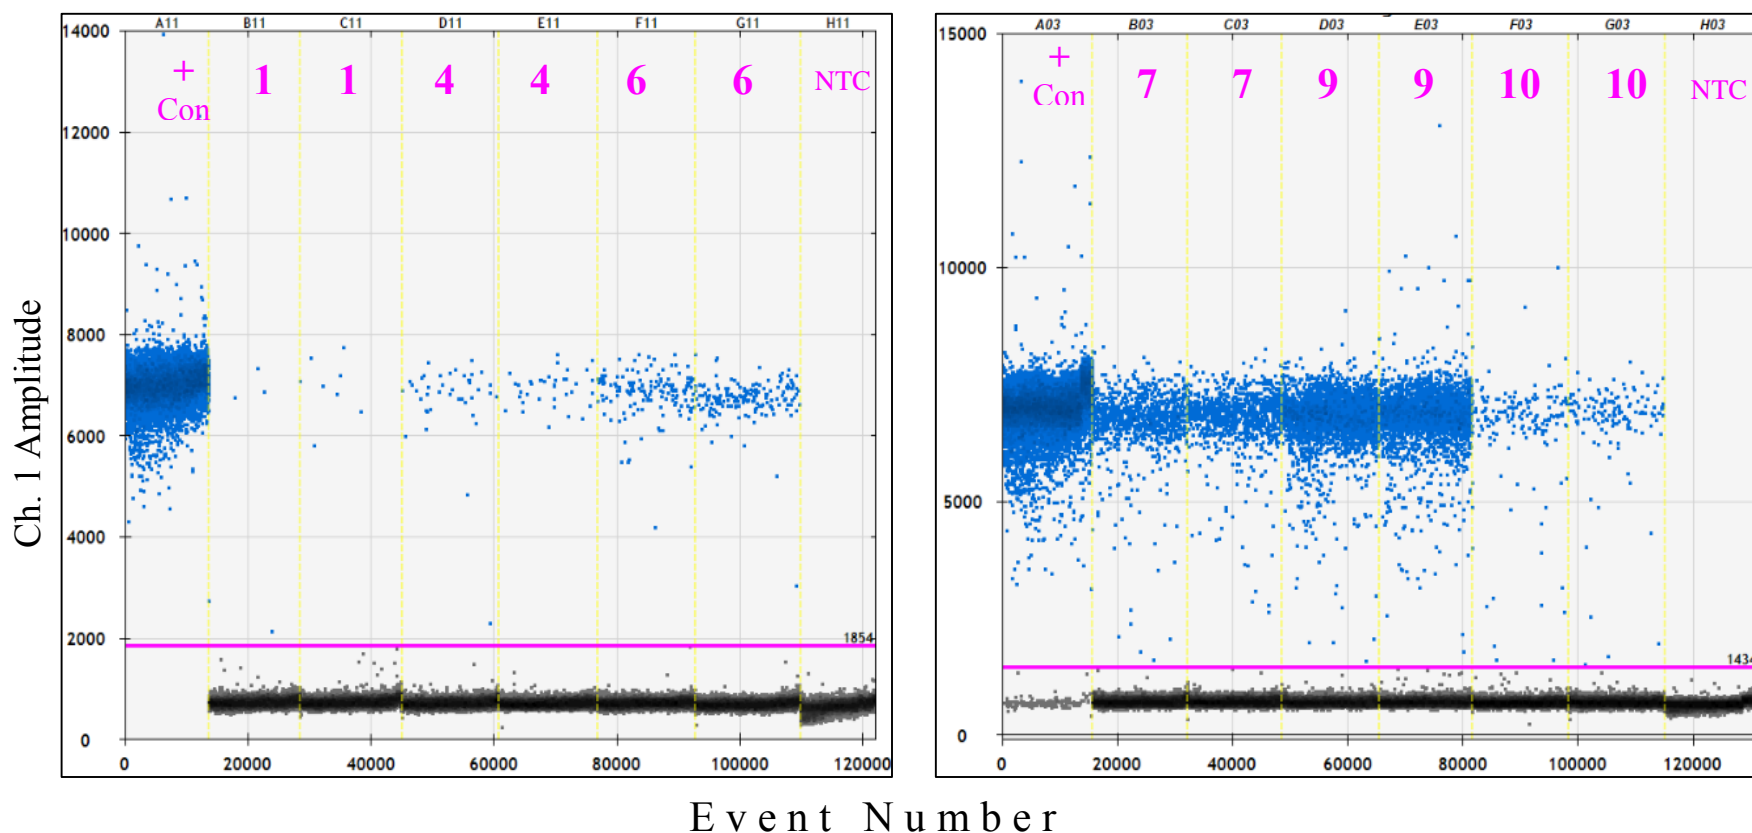 A11 B11 C11 D11 E11 F11 G11 H11
14000
12000
10000
8000
6000
4000
2000
0
+
Con
1 1 4 4 6 6 NTC
1854
0 20000 40000 60000 80000 100000 120000
A03 B03 C03 D03 E03 F03 G03 H03
15000
10000
5000
0
+
Con
7 7 9 9 10 10 NTC
1434
0 20000 40000 60000 80000 100000 120000
Ch. 1 Amplitude
Event Number